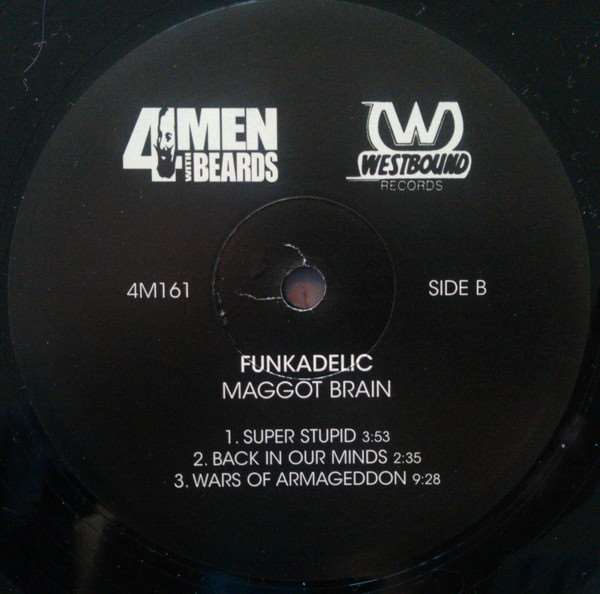 4 MEN
WITH BEARDS
W
WESTBOUND
RECORDS
4M161
SIDE B
FUNKADELIC
MAGGOT BRAIN
1. SUPER STUPID 3:53
2. BACK IN OUR MINDS 2:35
3. WARS OF ARMAGEDDON 9:28